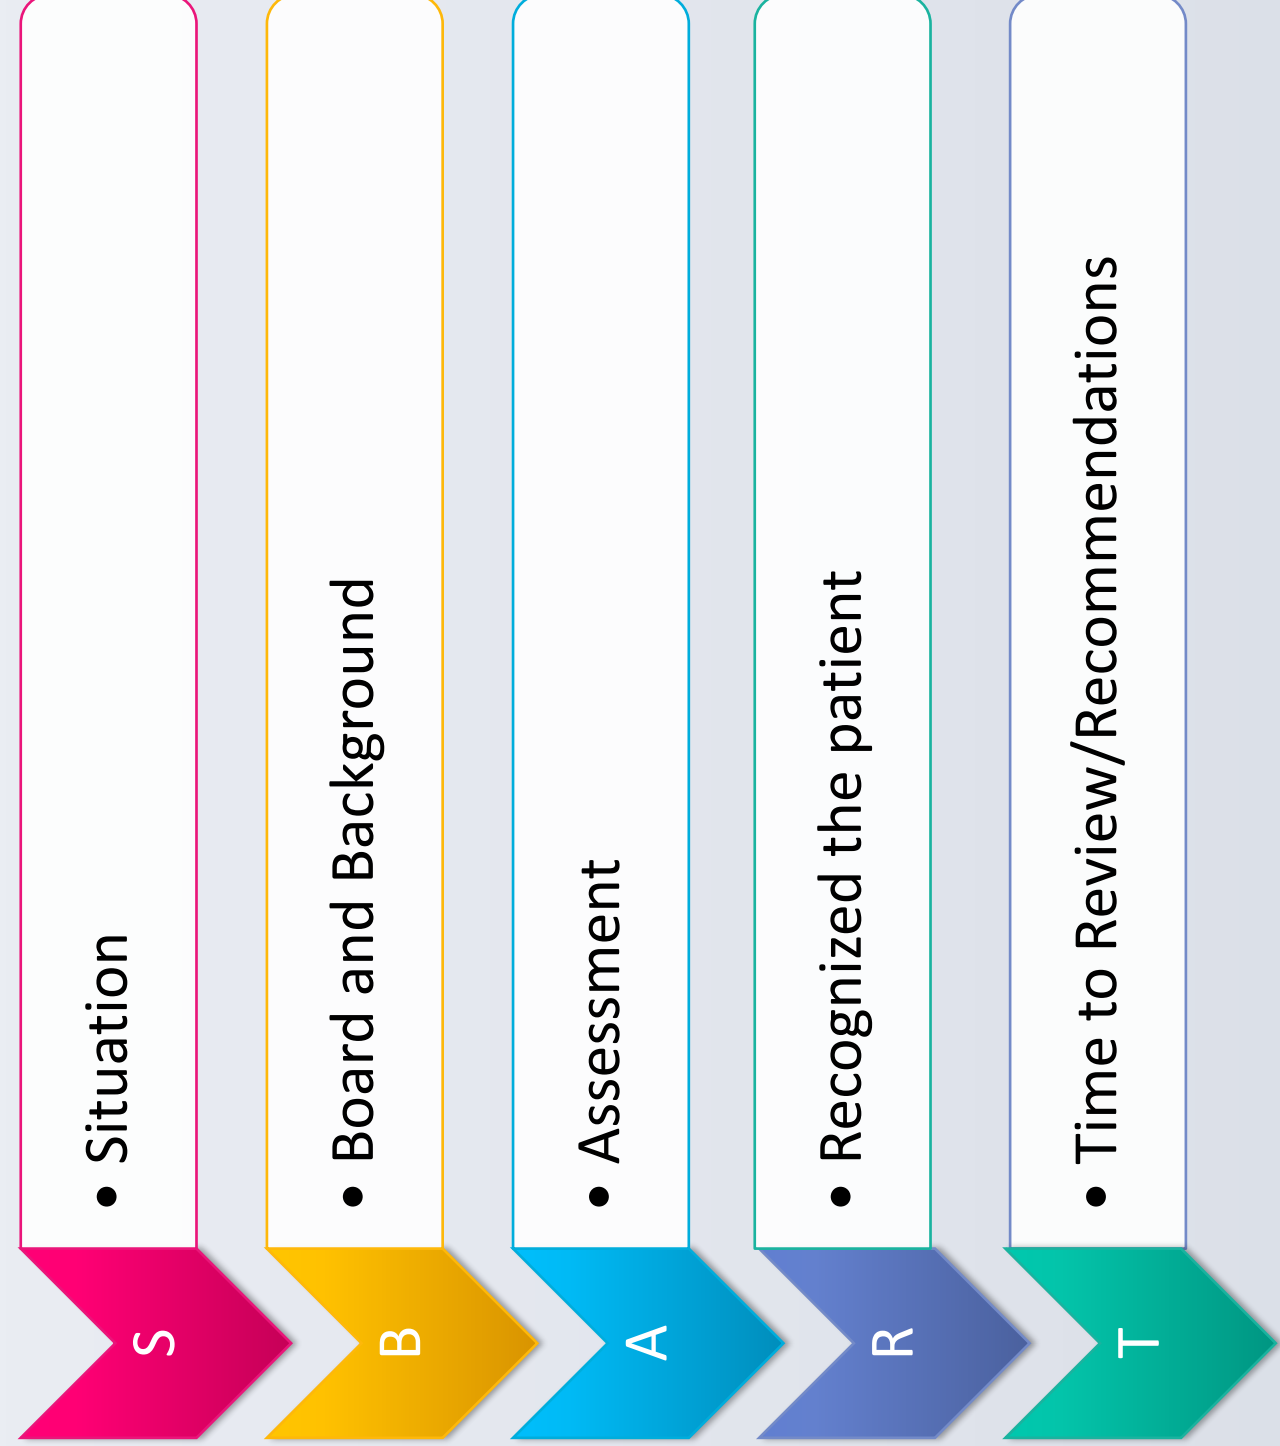 S
• Situation
B
• Board and Background
A
• Assessment
R
• Recognized the patient
T
• Time to Review/Recommendations